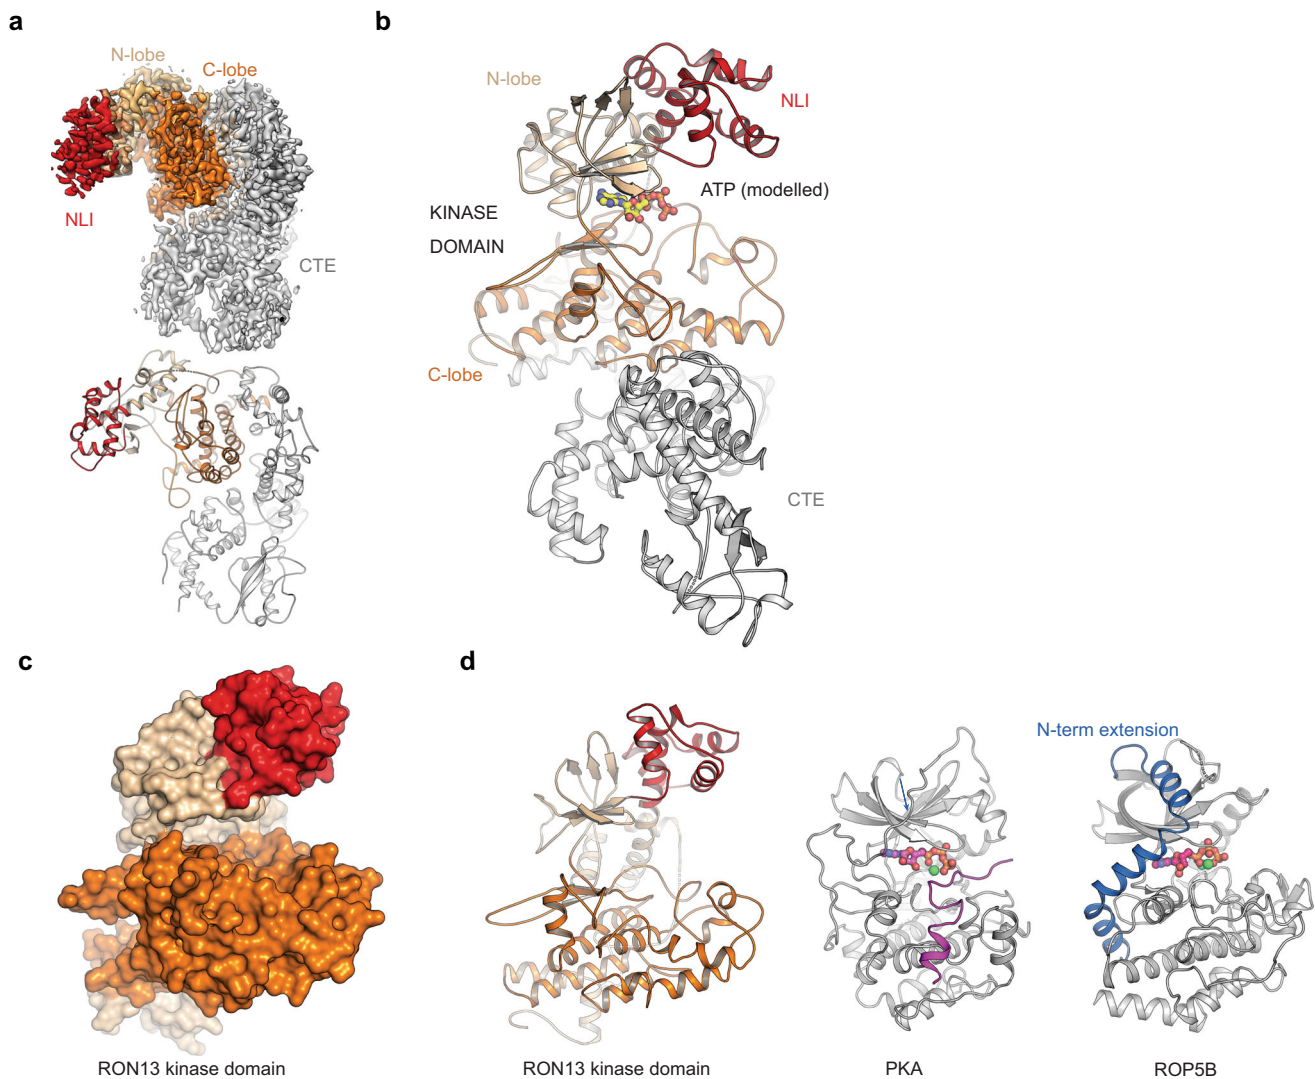 a
N-lobe
C-lobe
NLI
CTE
b
N-lobe
NLI
ATP (modelled)
KINASE
DOMAIN
C-lobe
CTE
c
RON13 kinase domain
d
N-term extension
RON13 kinase domain
PKA
ROP5B